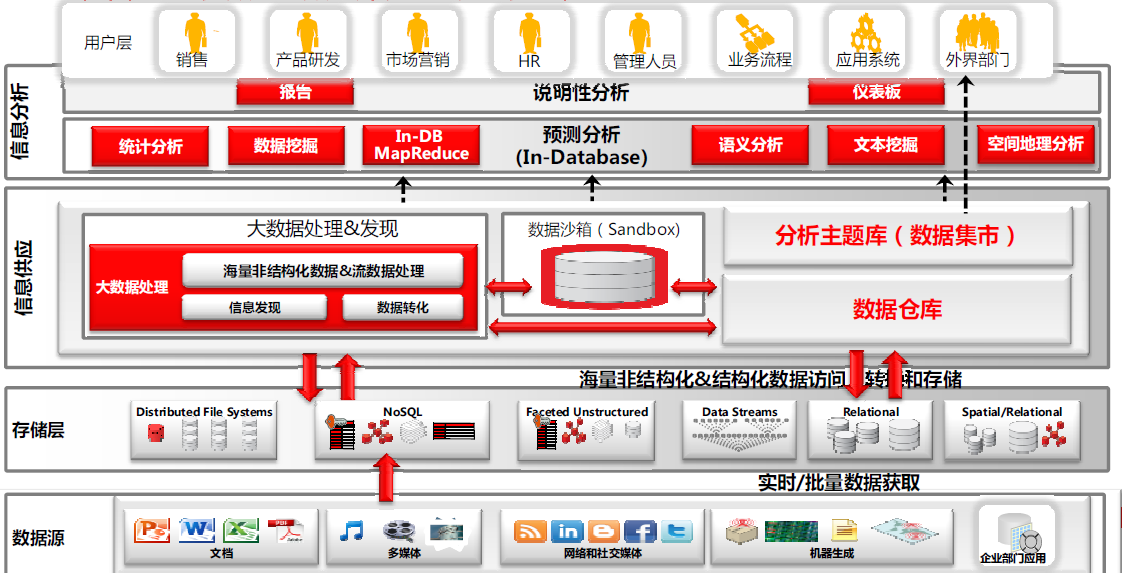 用户层
销售
产品研发
市场营销
HR
管理人员
业务流程
应用系统
外界部门
信息分析
报告
说明性分析
仪表板
统计分析
数据挖掘
In-DB
MapReduce
预测分析
(In-Database)
语义分析
文本挖掘
空间地理分析
信息供应
大数据处理&发现
大数据处理
海量非结构化数据&流数据处理
信息发现
数据转化
数据沙箱（Sandbox)
分析主题库（数据集市）
数据仓库
海量非结构化&结构化数据访问、转换和存储
存储层
Distributed File Systems
NoSQL
Faceted Unstructured
Data Streams
Relational
Spatial/Relational
实时/批量数据获取
数据源
文档
多媒体
网络和社交媒体
机器生成
企业部门应用